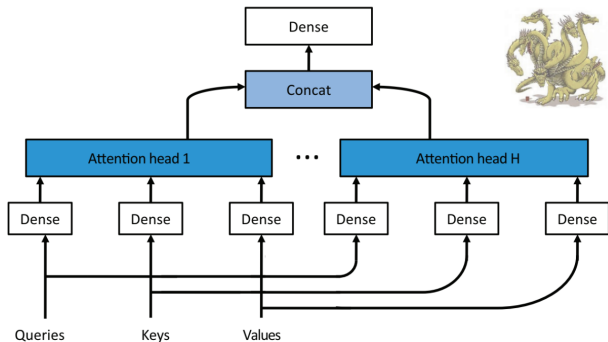 Dense
Concat
Attention head 1
•••
Attention head H
Dense
Dense
Dense
Dense
Dense
Dense
Queries
Keys
Values